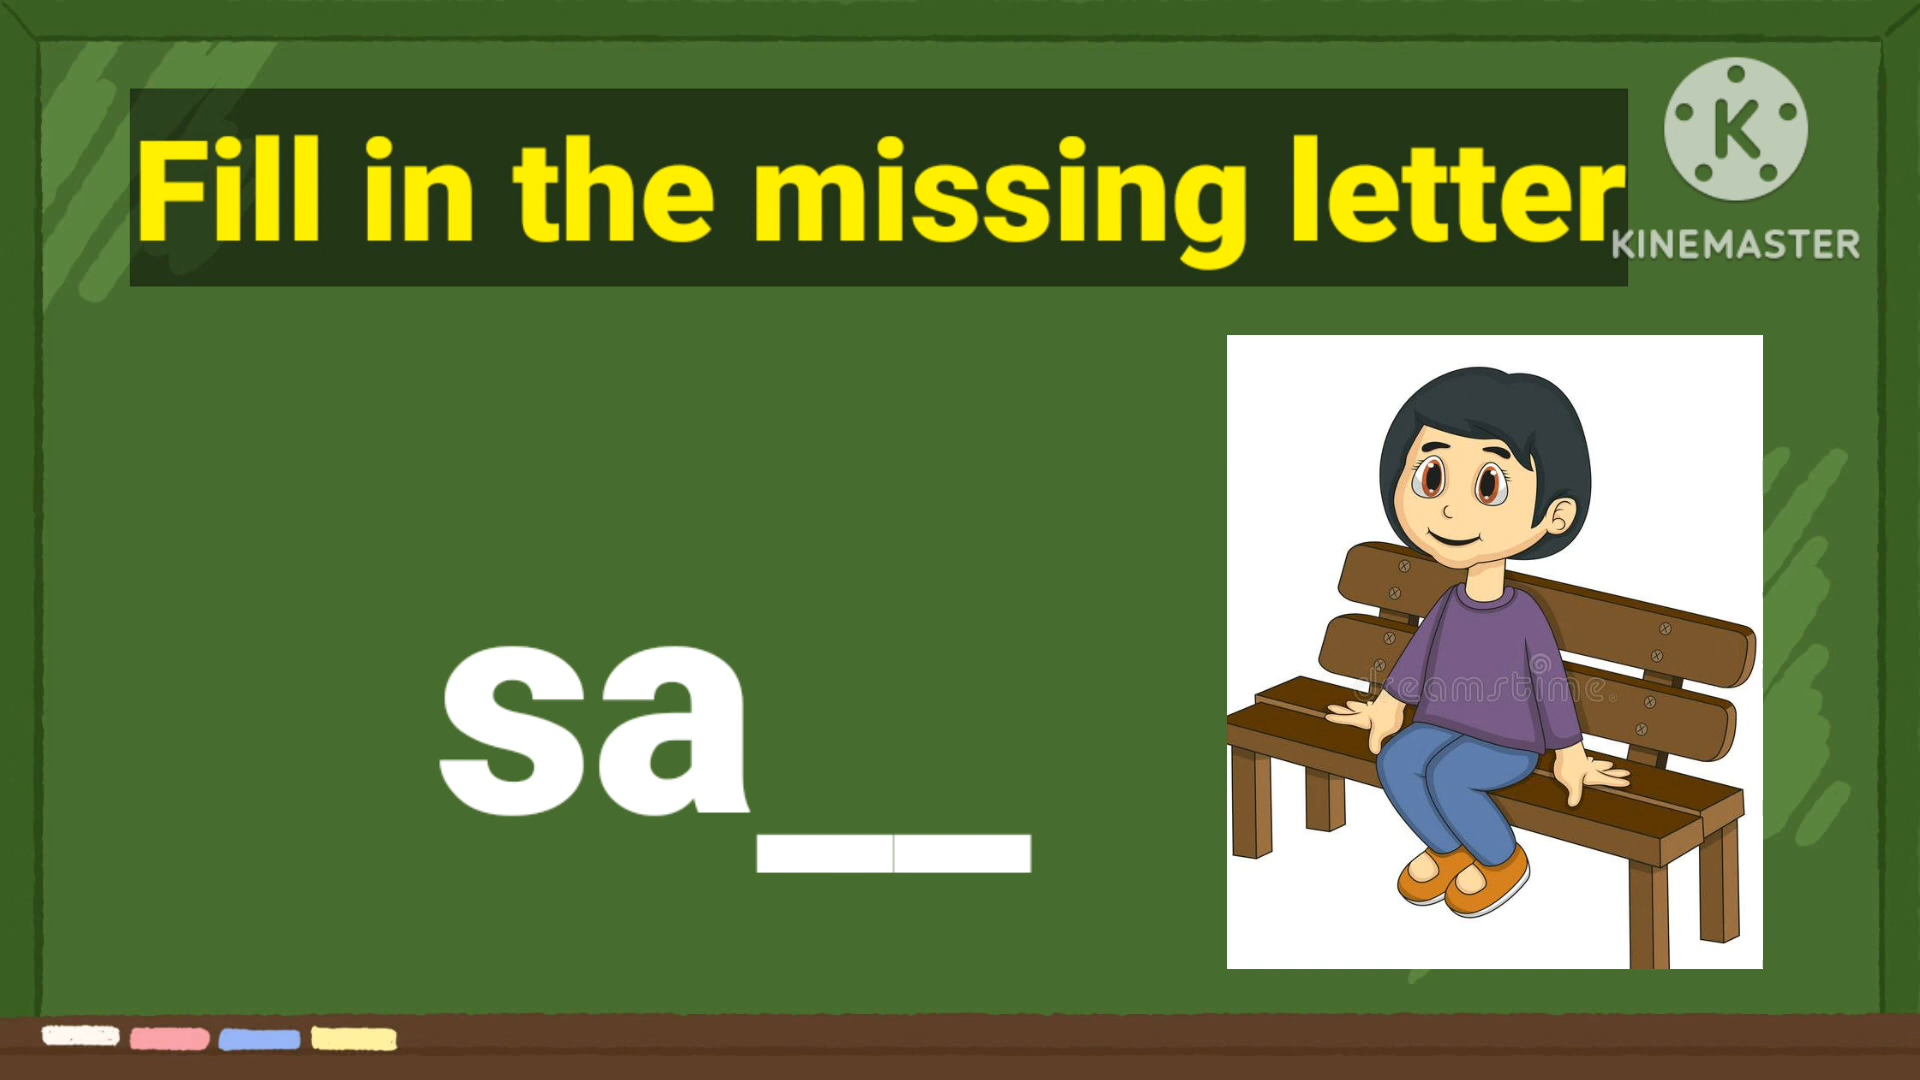 Fill in the missing letter
K
KINEMASTER
sa__
dreamstime.